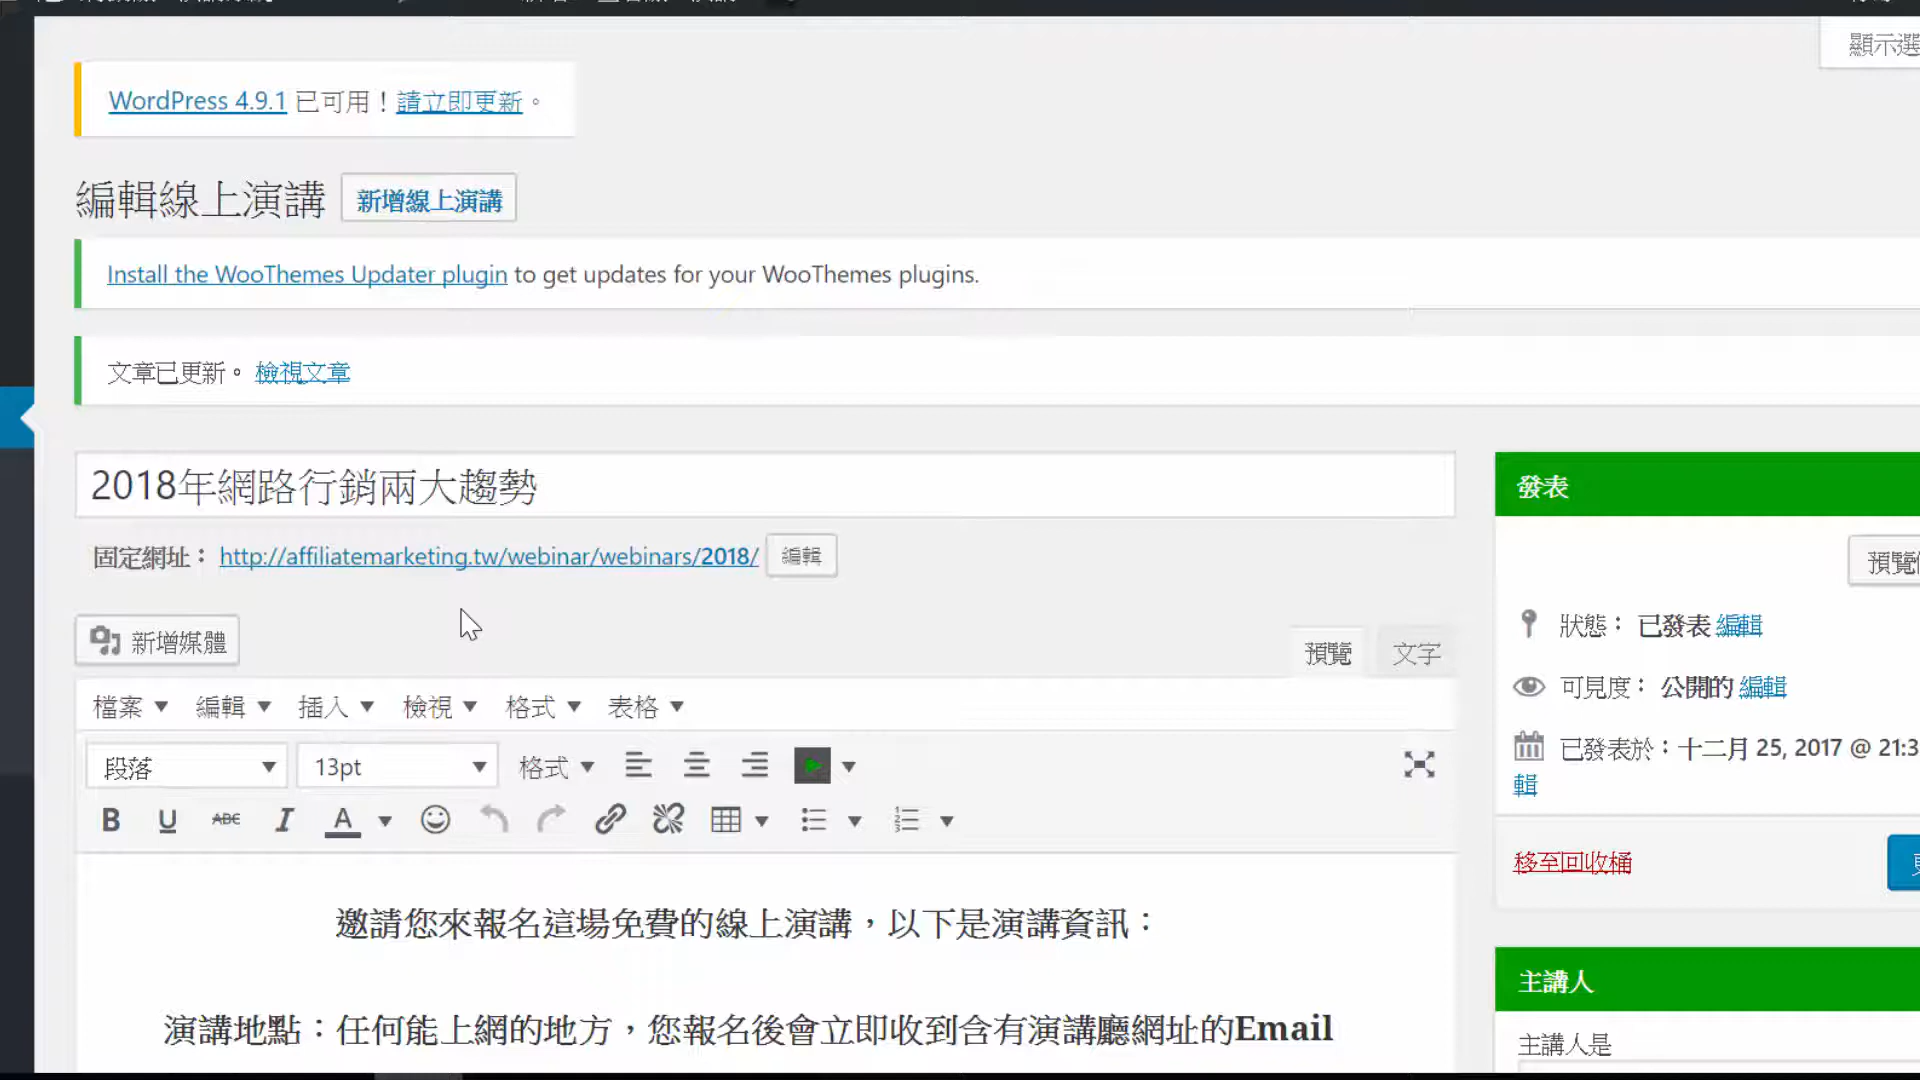 顯示選
WordPress 4.9.1 已可用！請立即更新。
編輯線上演講 新增線上演講
Install the WooThemes Updater plugin to get updates for your WooThemes plugins.
文章已更新。 檢視文章
2018年網路行銷兩大趨勢
發表
固定網址： http://affiliatemarketing.tw/webinar/webinars/2018/ 編輯
預覽
新增媒體
狀態： 已發表 編輯
預覽 文字
可見度： 公開的 編輯
檔案 編輯 插入 檢視 格式 表格
已發表於：十二月 25, 2017 @ 21:3
輯
段落 13pt 格式
B U ABC I A
移至回收桶
邀請您來報名這場免費的線上演講，以下是演講資訊：
主講人
演講地點：任何能上網的地方，您報名後會立即收到含有演講廳網址的Email
主講人是